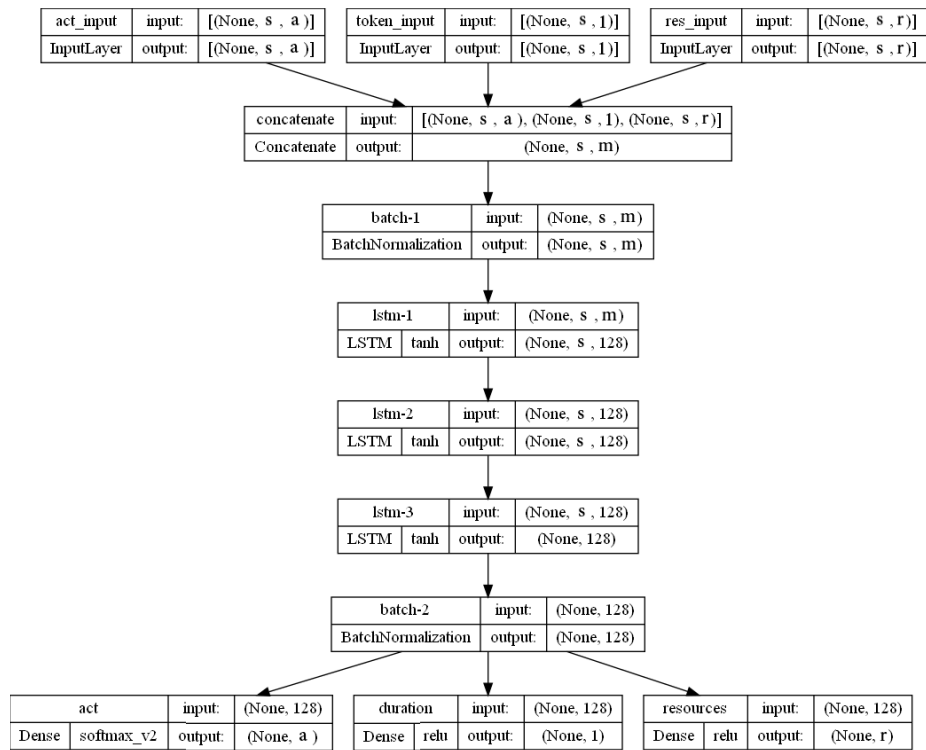 act_input input: [(None, s , a )]
InputLayer output: [(None, s , a )]
token_input input: [(None, s ,1)]
InputLayer output: [(None, s ,1)]
res_input input: [(None, s ,r)]
InputLayer output: [(None, s ,r)]
concatenate input: [(None, s , a ), (None, s ,1), (None, s ,r)]
Concatenate output: (None, s , m)
batch-1 input: (None, s , m)
BatchNormalization output: (None, s , m)
lstm-1 input: (None, s , m)
LSTM tanh output: (None, s , 128)
lstm-2 input: (None, s , 128)
LSTM tanh output: (None, s , 128)
lstm-3 input: (None, s , 128)
LSTM tanh output: (None, 128)
batch-2 input: (None, 128)
BatchNormalization output: (None, 128)
act input: (None, 128)
Dense softmax_v2 output: (None, a )
duration input: (None, 128)
Dense relu output: (None, 1)
resources input: (None, 128)
Dense relu output: (None, r)